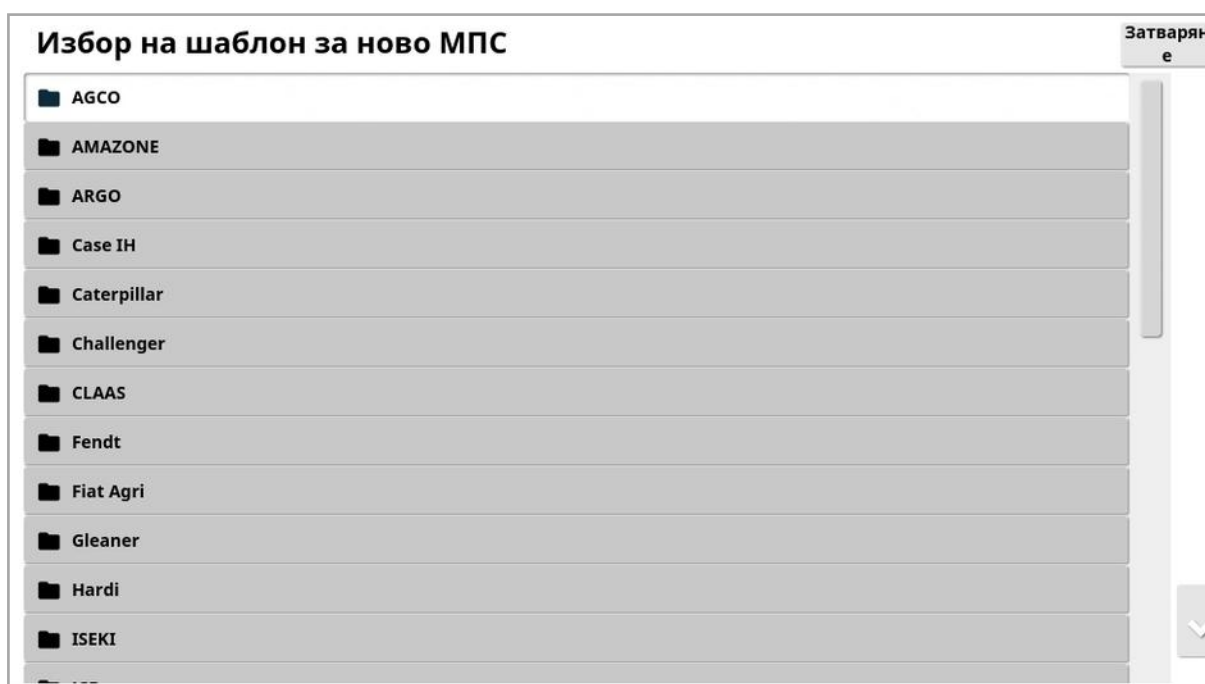 Избор на шаблон за ново МПС
Затварян
е
AGCO
AMAZONE
ARGO
Case IH
Caterpillar
Challenger
CLAAS
Fendt
Fiat Agri
Gleaner
Hardi
ISEKI